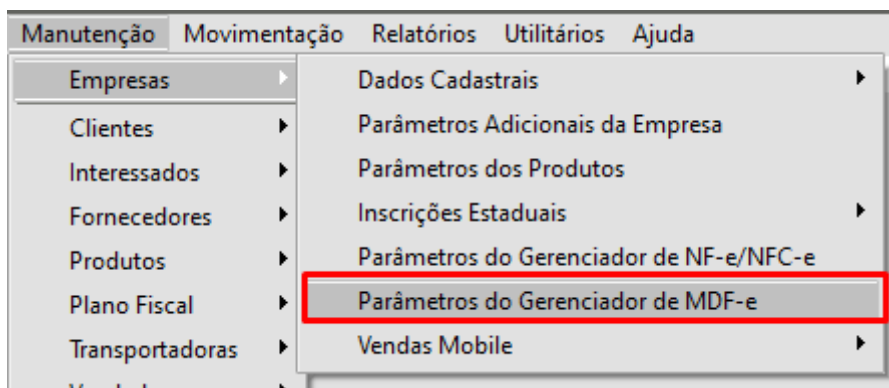 Manutenção Movimentação Relatórios Utilitários Ajuda
Empresas
Clientes
Interessados
Fornecedores
Produtos
Plano Fiscal
Transportadoras
Dados Cadastrais
Parâmetros Adicionais da Empresa
Parâmetros dos Produtos
Inscrições Estaduais
Parâmetros do Gerenciador de NF-e/NFC-e
Parâmetros do Gerenciador de MDF-e
Vendas Mobile